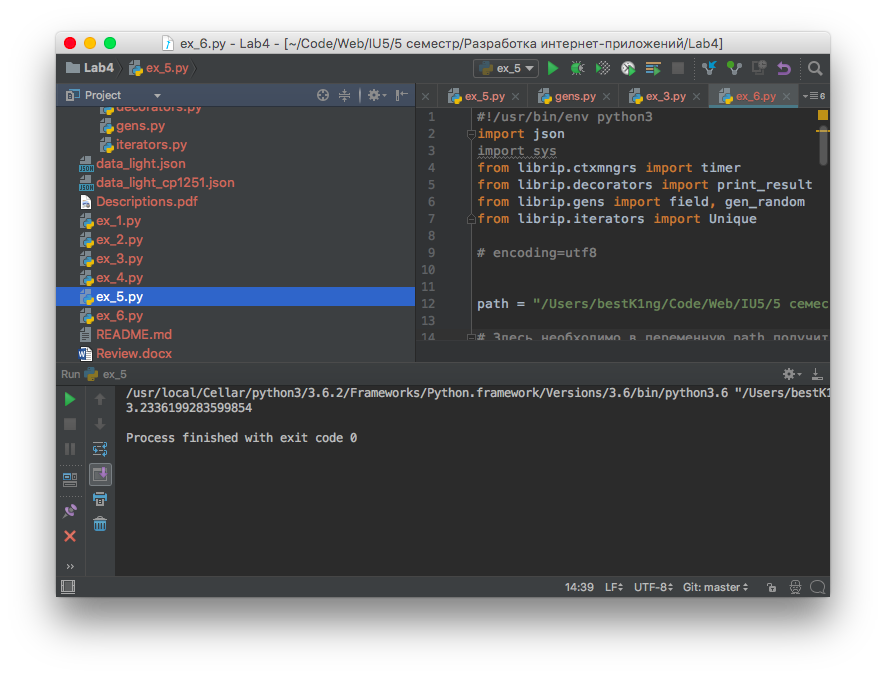 ex_6.py - Lab4 - [~/Code/Web/IU5/5 семестр/Разработка интернет-приложений/Lab4]
Lab4 ex_5.py ex_5
Project ex_5.py gens.py ex_3.py ex_6.py 6
decorators.py
gens.py
iterators.py
data_light.json
data_light_cp1251.json
Descriptions.pdf
ex_1.py
ex_2.py
ex_3.py
ex_4.py
ex_5.py
ex_6.py
README.md
Review.docx
1 #!/usr/bin/env python3
2 import json
3 import sys
4 from librip.ctxmngrs import timer
5 from librip.decorators import print_result
6 from librip.gens import field, gen_random
7 from librip.iterators import Unique
8
9 # encoding=utf8
10
11
12 path = "/Users/bestK1ng/Code/Web/IU5/5 семес
13
14 # Здесь необходимо в переменную path получит
Run ex_5
/usr/local/Cellar/python3/3.6.2/Frameworks/Python.framework/Versions/3.6/bin/python3.6 "/Users/bestK1
3.2336199283599854
Process finished with exit code 0
14:39 LF UTF-8 Git: master